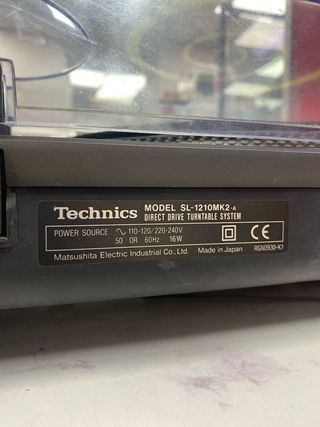 Technics MODEL SL-1210MK2-A
DIRECT DRIVE TURNTABLE SYSTEM
POWER SOURCE ∿ 110-120/220-240V
50 OR 60Hz 16W
CE
Matsushita Electric Industrial Co., Ltd. Made in Japan RGN0930-K1